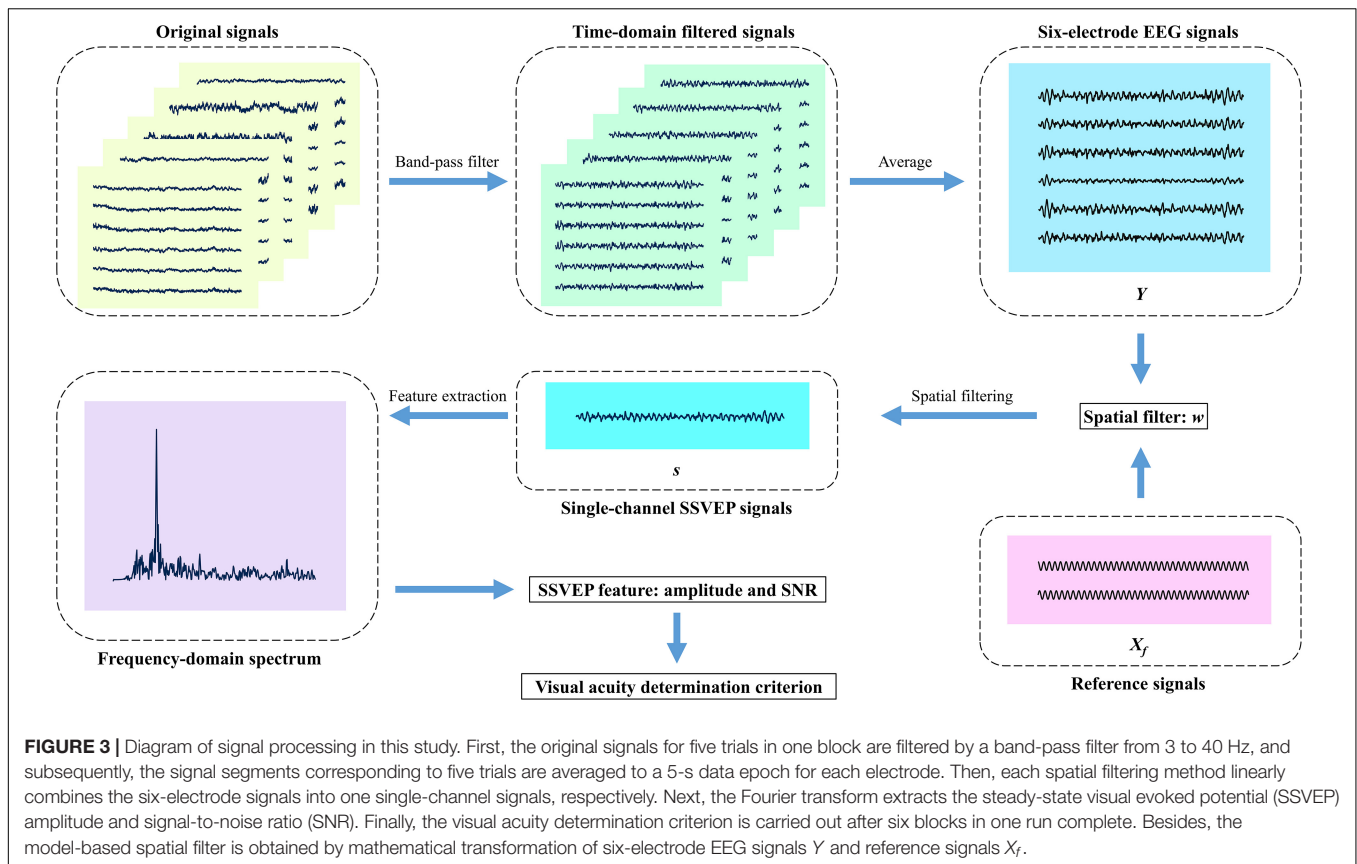 Original signals
Time-domain filtered signals
Six-electrode EEG signals
Band-pass filter
Average
Y
Feature extraction
Spatial filtering
Spatial filter: w
s
Single-channel SSVEP signals
SSVEP feature: amplitude and SNR
Frequency-domain spectrum
Visual acuity determination criterion
X_f
Reference signals
FIGURE 3 | Diagram of signal processing in this study. First, the original signals for five trials in one block are filtered by a band-pass filter from 3 to 40 Hz, and
subsequently, the signal segments corresponding to five trials are averaged to a 5-s data epoch for each electrode. Then, each spatial filtering method linearly
combines the six-electrode signals into one single-channel signals, respectively. Next, the Fourier transform extracts the steady-state visual evoked potential (SSVEP)
amplitude and signal-to-noise ratio (SNR). Finally, the visual acuity determination criterion is carried out after six blocks in one run complete. Besides, the
model-based spatial filter is obtained by mathematical transformation of six-electrode EEG signals Y and reference signals X_f.